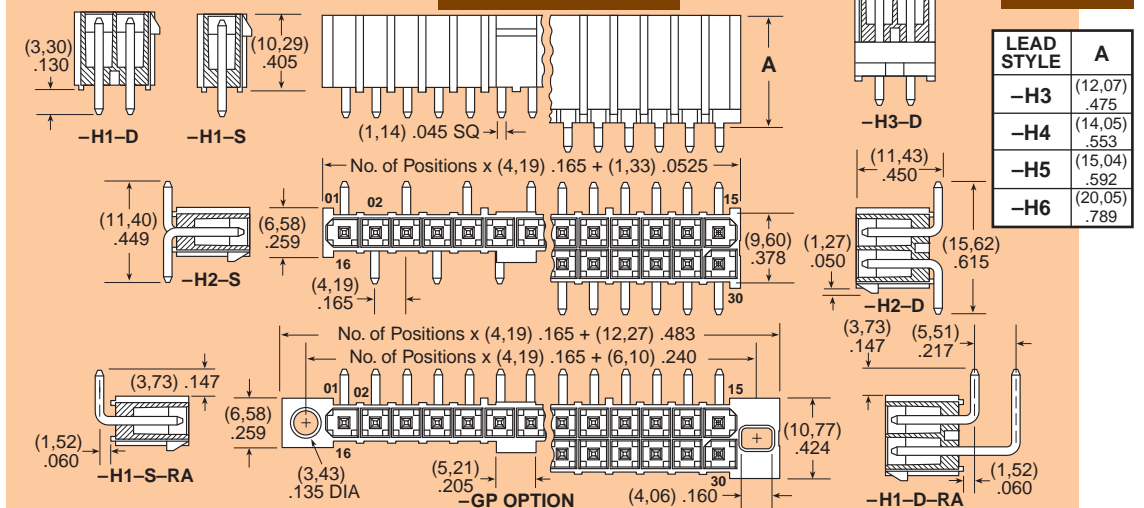 (3,30)
.130
(10,29)
.405
–H1–D
–H1–S
(1,14) .045 SQ
A
–H3–D
LEAD STYLE
A
–H3
(12,07)
.475
–H4
(14,05)
.553
–H5
(15,04)
.592
–H6
(20,05)
.789
No. of Positions x (4,19) .165 + (1,33) .0525
01
02
15
16
30
(11,40)
.449
(6,58)
.259
–H2–S
(4,19)
.165
(9,60)
.378
(11,43)
.450
(1,27)
.050
(15,62)
.615
–H2–D
No. of Positions x (4,19) .165 + (12,27) .483
No. of Positions x (4,19) .165 + (6,10) .240
01
02
15
16
30
(3,73) .147
(6,58)
.259
(1,52)
.060
–H1–S–RA
(3,43)
.135 DIA
(5,21)
.205
–GP OPTION
(4,06) .160
(10,77)
.424
(3,73)
.147
(5,51)
.217
(1,52)
.060
–H1–D–RA